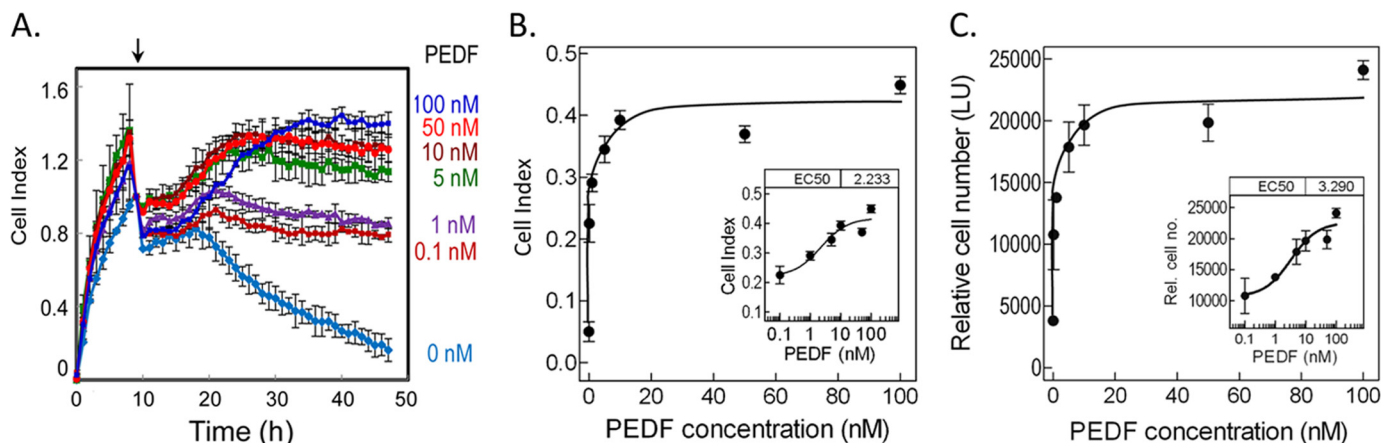 A.
PEDF
Cell Index
1.6
1.2
0.8
0.4
0
0
10
20
30
40
50
Time (h)
100 nM
50 nM
10 nM
5 nM
1 nM
0.1 nM
0 nM
B.
Cell Index
0.5
0.4
0.3
0.2
0.1
0.0
0
20
40
60
80
100
PEDF concentration (nM)
EC50 2.233
Cell Index
0.5
0.4
0.3
0.2
0.1
0.1
1
10
100
PEDF (nM)
C.
Relative cell number (LU)
25000
20000
15000
10000
5000
0
0
20
40
60
80
100
PEDF concentration (nM)
EC50 3.290
Rel. cell no.
25000
20000
15000
10000
0.1
1
10
100
PEDF (nM)